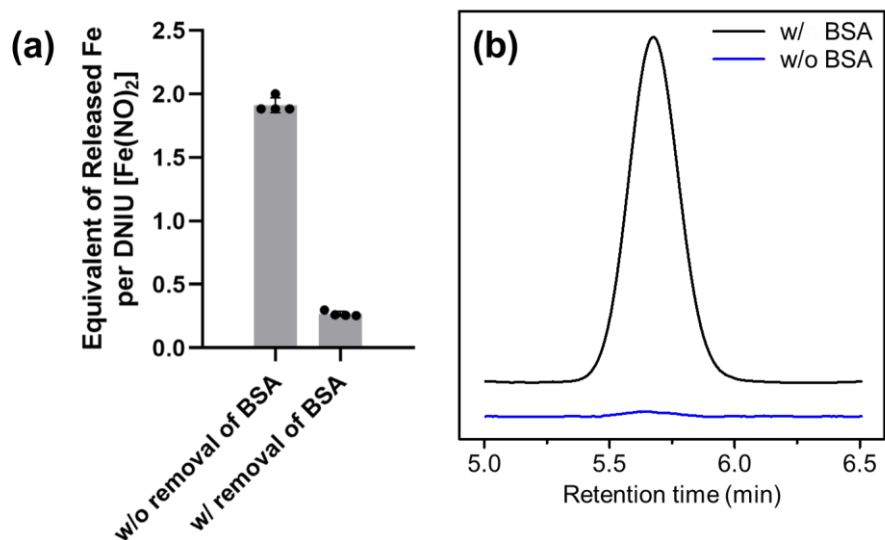 (a)
Equivalent of Released Fe
per DNIU [Fe(NO)₂]
2.5
2.0
1.5
1.0
0.5
0.0
w/o removal of BSA
w/ removal of BSA
(b)
w/ BSA
w/o BSA
5.0 5.5 6.0 6.5
Retention time (min)